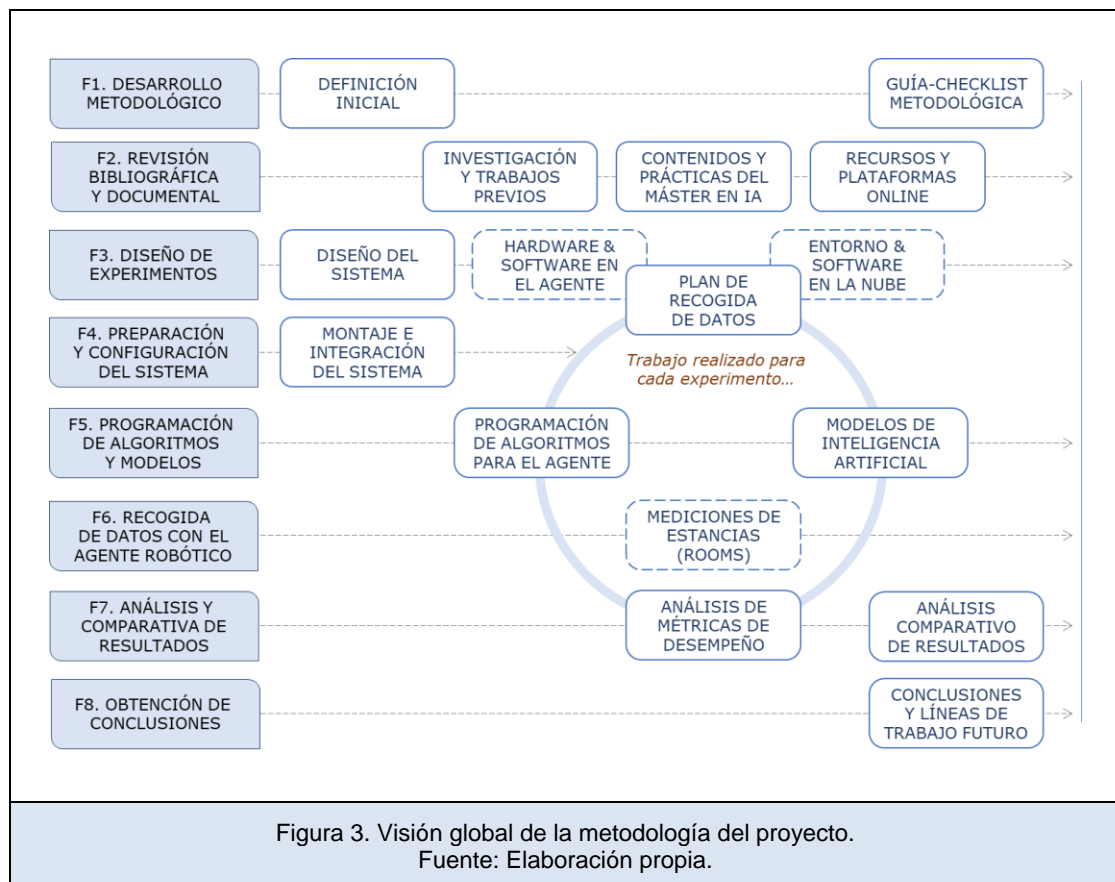 F1. DESARROLLO
METODOLÓGICO
DEFINICIÓN
INICIAL
GUÍA-CHECKLIST
METODOLÓGICA
F2. REVISIÓN
BIBLIOGRÁFICA
Y DOCUMENTAL
INVESTIGACIÓN
Y TRABAJOS
PREVIOS
CONTENIDOS Y
PRÁCTICAS DEL
MÁSTER EN IA
RECURSOS Y
PLATAFORMAS
ONLINE
F3. DISEÑO DE
EXPERIMENTOS
DISEÑO DEL
SISTEMA
HARDWARE &
SOFTWARE EN
EL AGENTE
PLAN DE
RECOGIDA
DE DATOS
ENTORNO &
SOFTWARE
EN LA NUBE
F4. PREPARACIÓN
Y CONFIGURACIÓN
DEL SISTEMA
MONTAJE E
INTEGRACIÓN
DEL SISTEMA
Trabajo realizado para
cada experimento…
F5. PROGRAMACIÓN
DE ALGORITMOS
Y MODELOS
PROGRAMACIÓN
DE ALGORITMOS
PARA EL AGENTE
MODELOS DE
INTELIGENCIA
ARTIFICIAL
F6. RECOGIDA
DE DATOS CON EL
AGENTE ROBÓTICO
MEDICIONES DE
ESTANCIAS
(ROOMS)
F7. ANÁLISIS Y
COMPARATIVA DE
RESULTADOS
ANÁLISIS DE
MÉTRICAS DE
DESEMPEÑO
ANÁLISIS
COMPARATIVO
DE RESULTADOS
F8. OBTENCIÓN DE
CONCLUSIONES
CONCLUSIONES
Y LÍNEAS DE
TRABAJO FUTURO
Figura 3. Visión global de la metodología del proyecto.
Fuente: Elaboración propia.